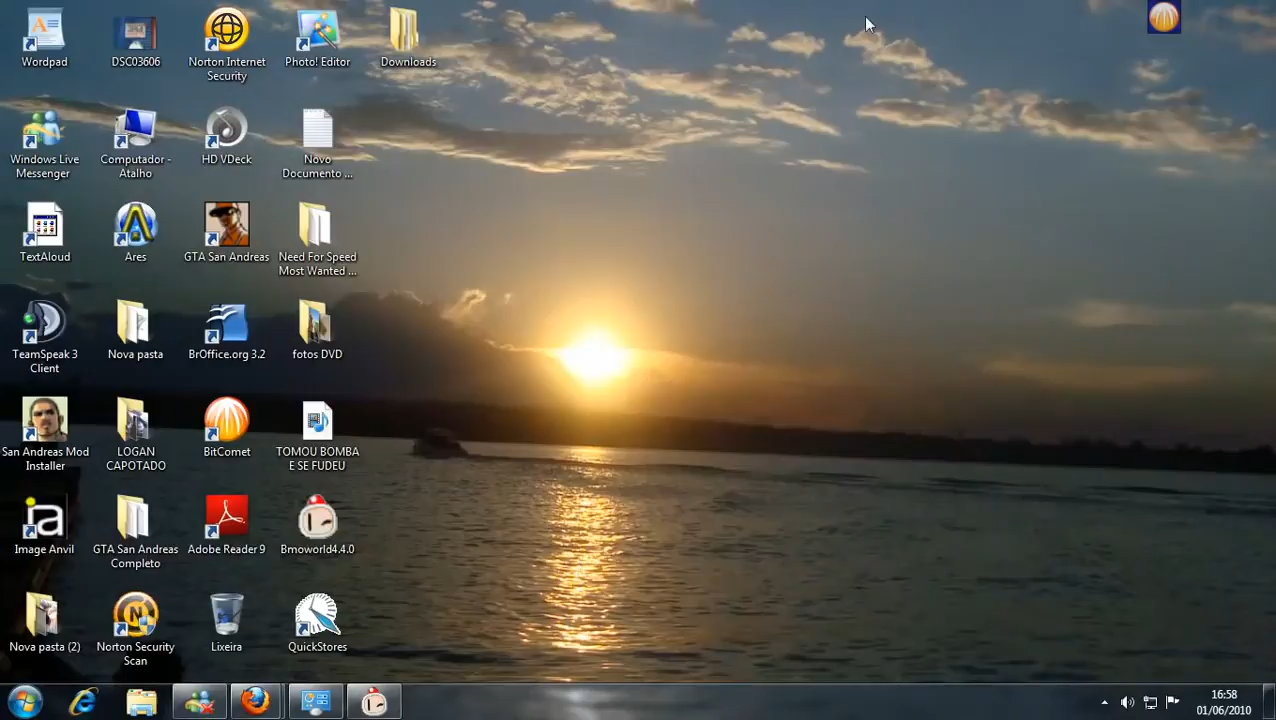 Wordpad
DSC03606
Norton Internet
Security
Photo! Editor
Downloads
Windows Live
Messenger
Computador -
Atalho
HD VDeck
Novo
Documento ...
TextAloud
Ares
GTA San Andreas
Need For Speed
Most Wanted ...
TeamSpeak 3
Client
Nova pasta
BrOffice.org 3.2
fotos DVD
San Andreas Mod
Installer
LOGAN
CAPOTADO
BitComet
TOMOU BOMBA
E SE FUDEU
Image Anvil
GTA San Andreas
Completo
Adobe Reader 9
Bmoworld4.4.0
Nova pasta (2)
Norton Security
Scan
Lixeira
QuickStores
16:58
01/06/2010